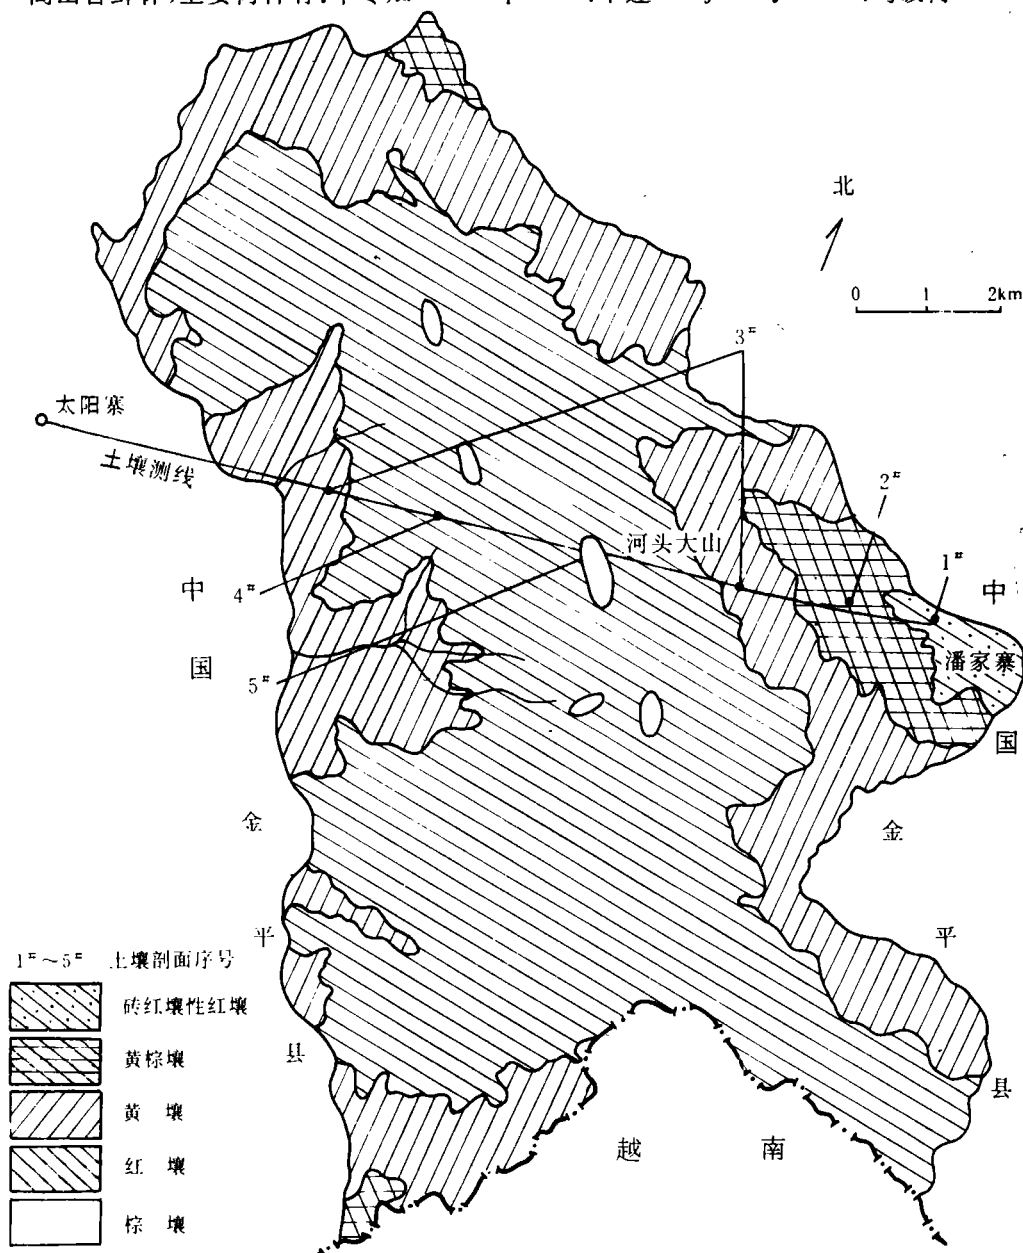 北
0 1 2km
3#
太阳寨
土壤测线
2#
河头大山
1#
中 4#
中
国
潘家寨
5#
国
金
金
平
平
1#～5# 土壤剖面序号
砖红壤性红壤
县
黄棕壤
县
黄 壤
越 南
红 壤
棕 壤